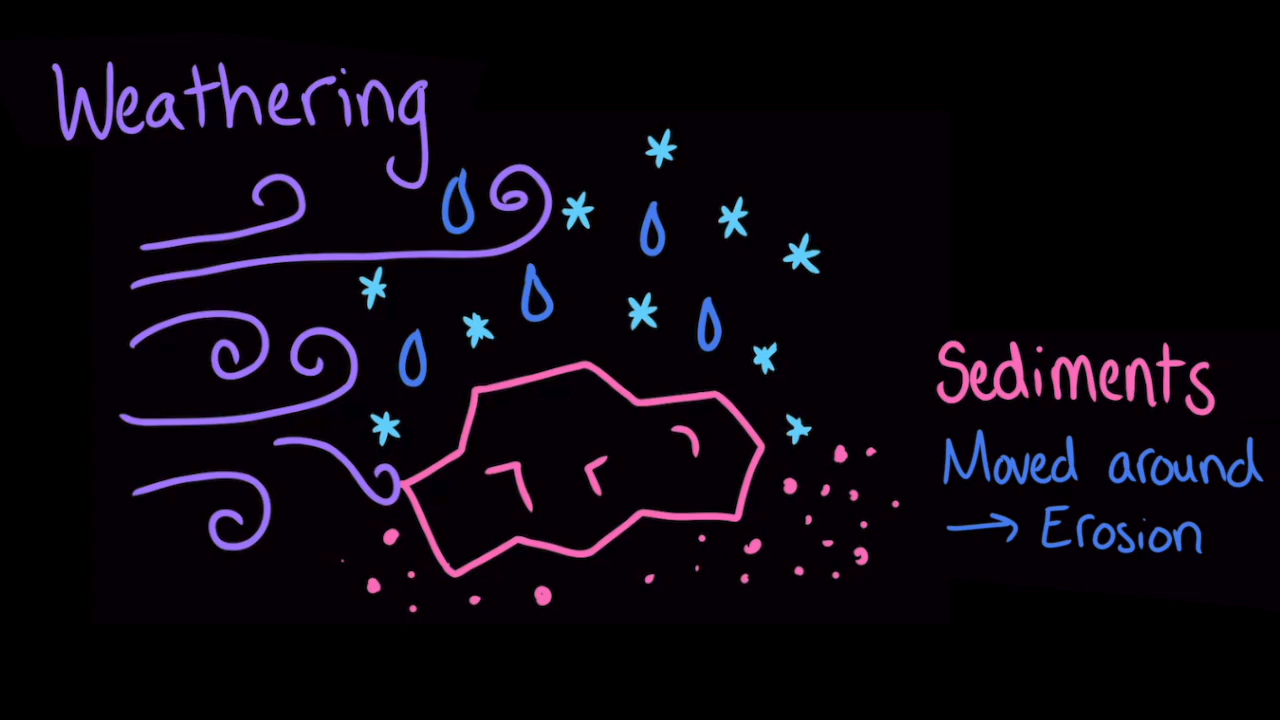 Weathering
Sediments
Moved around
→ Erosion